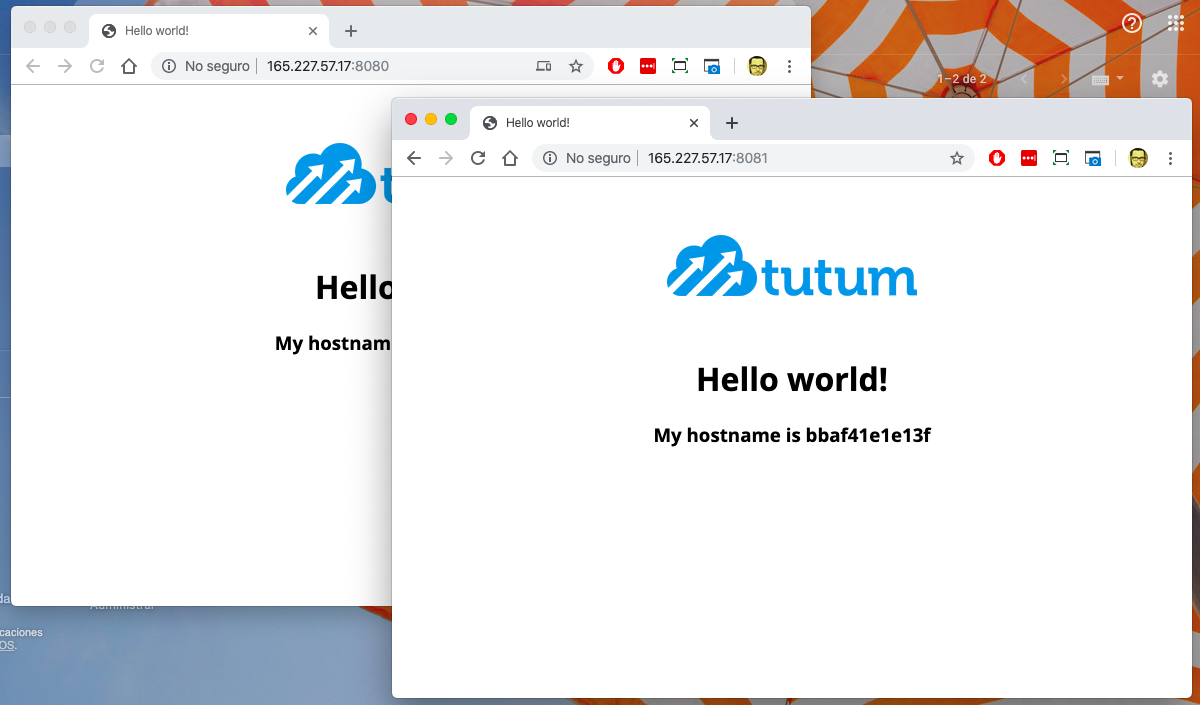 Hello world!
No seguro
165.227.57.17:8080
1–2 de 2
Hello world!
No seguro
165.227.57.17:8081
t
Hello
My hostnam
tutum
Hello world!
My hostname is bbaf41e1e13f
da
Administrar
caciones
OS.